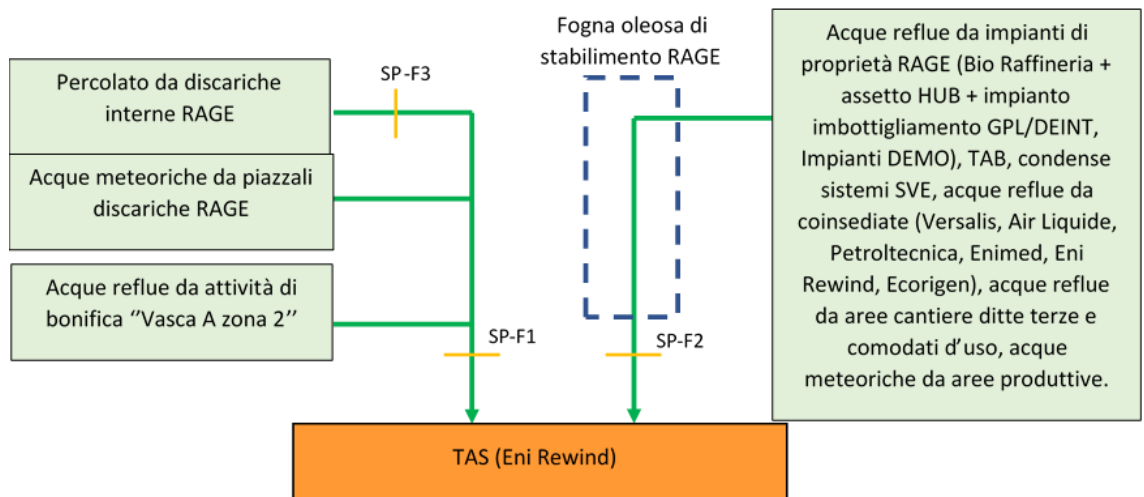 Percolato da discariche
interne RAGE
SP-F3
Acque meteoriche da piazzali
discariche RAGE
Acque reflue da attività di
bonifica ‘’Vasca A zona 2’’
SP-F1
Fogna oleosa di
stabilimento RAGE
SP-F2
Acque reflue da impianti di
proprietà RAGE (Bio Raffineria +
assetto HUB + impianto
imbottigliamento GPL/DEINT,
Impianti DEMO), TAB, condense
sistemi SVE, acque reflue da
coinsediate (Versalis, Air Liquide,
Petroltecnica, Enimed, Eni
Rewind, Ecorigen), acque reflue
da aree cantiere ditte terze e
comodati d’uso, acque
meteoriche da aree produttive.
TAS (Eni Rewind)